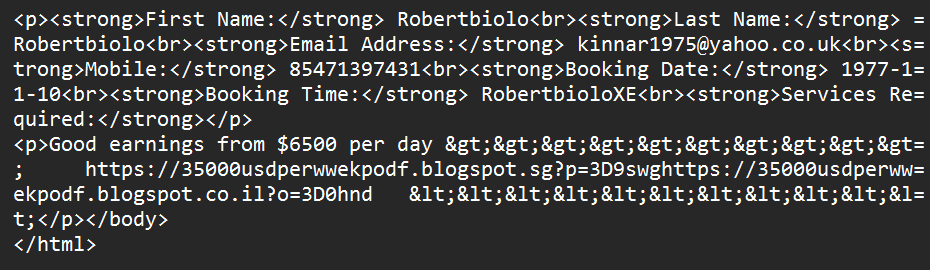 <p><strong>First Name:</strong> Robertbiolo<br><strong>Last Name:</strong> =
Robertbiolo<br><strong>Email Address:</strong> kinnar1975@yahoo.co.uk<br><s=
trong>Mobile:</strong> 85471397431<br><strong>Booking Date:</strong> 1977-1=
1-10<br><strong>Booking Time:</strong> RobertbioloXE<br><strong>Services Re=
quired:</strong></p>
<p>Good earnings from $6500 per day &gt;&gt;&gt;&gt;&gt;&gt;&gt;&gt;&gt;&gt=
;     https://35000usdperwwekpodf.blogspot.sg?p=3D9swghttps://35000usdperww=
ekpodf.blogspot.co.il?o=3D0hnd   &lt;&lt;&lt;&lt;&lt;&lt;&lt;&lt;&lt;&lt;&l=
t;</p></body>
</html>